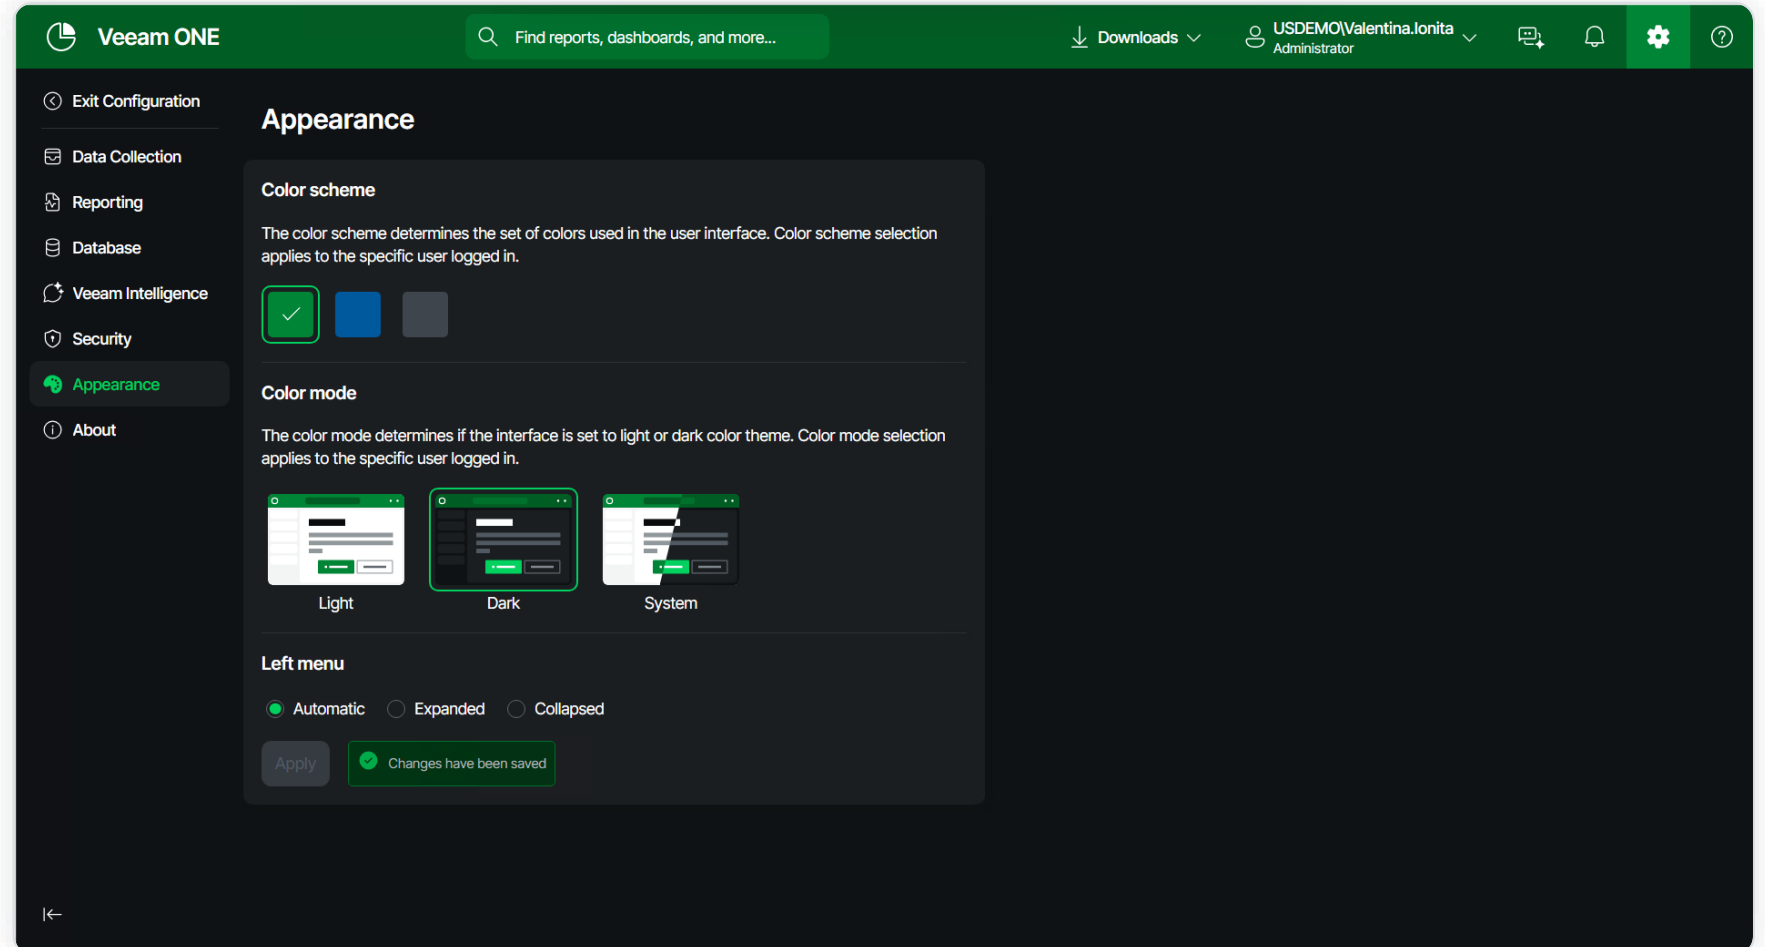 Veeam ONE
Find reports, dashboards, and more...
Downloads
USDEMO\Valentina.Ionita
Administrator
Exit Configuration
Data Collection
Reporting
Database
Veeam Intelligence
Security
Appearance
About
Appearance
Color scheme
The color scheme determines the set of colors used in the user interface. Color scheme selection
applies to the specific user logged in.
Color mode
The color mode determines if the interface is set to light or dark color theme. Color mode selection
applies to the specific user logged in.
Light
Dark
System
Left menu
Automatic
Expanded
Collapsed
Apply
Changes have been saved